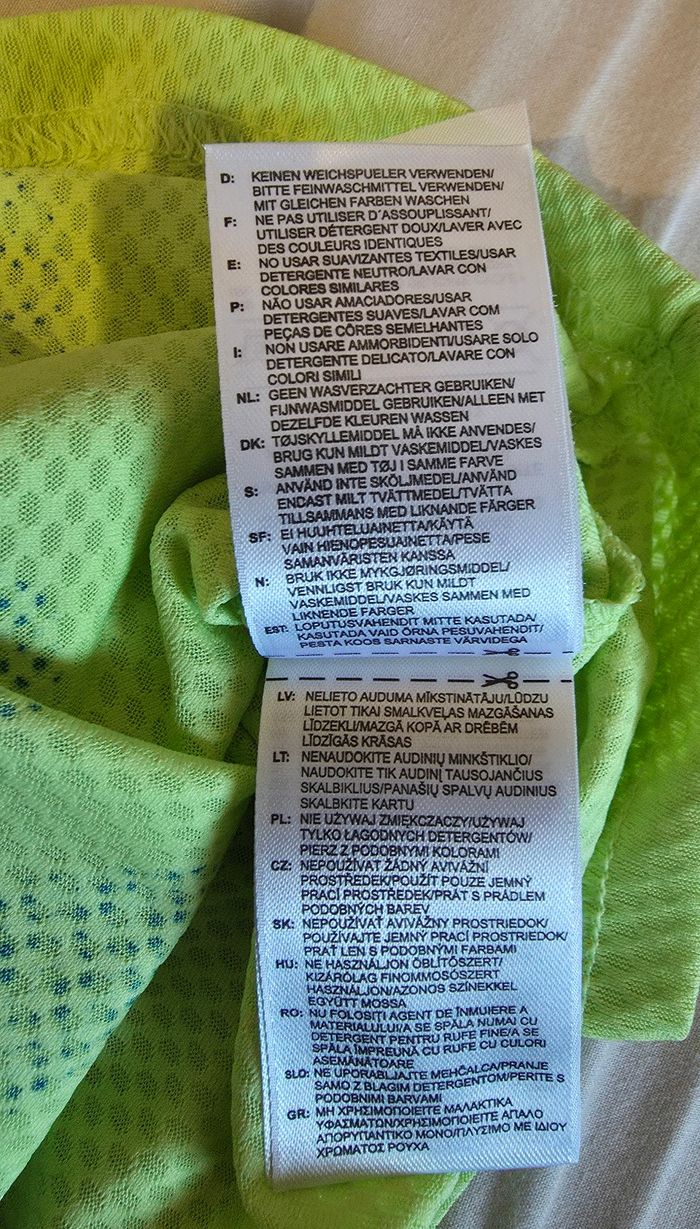 D: KEINEN WEICHSPUELER VERWENDEN/
BITTE FEINWASCHMITTEL VERWENDEN/
MIT GLEICHEN FARBEN WASCHEN
F: NE PAS UTILISER D'ASSOUPLISSANT/
UTILISER DÉTERGENT DOUX/LAVER AVEC
DES COULEURS IDENTIQUES
E: NO USAR SUAVIZANTES TEXTILES/USAR
DETERGENTE NEUTRO/LAVAR CON
COLORES SIMILARES
P: NÃO USAR AMACIADORES/USAR
DETERGENTES SUAVES/LAVAR COM
PEÇAS DE CÔRES SEMELHANTES
I: NON USARE AMMORBIDENTI/USARE SOLO
DETERGENTE DELICATO/LAVARE CON
COLORI SIMILI
NL: GEEN WASVERZACHTER GEBRUIKEN/
FIJNWASMIDDEL GEBRUIKEN/ALLEEN MET
DEZELFDE KLEUREN WASSEN
DK: TØJSKYLLEMIDDEL MÅ IKKE ANVENDES/
BRUG KUN MILDT VASKEMIDDEL/VASKES
SAMMEN MED TØJ I SAMME FARVE
S: ANVÄND INTE SKÖLJMEDEL/ANVÄND
ENDAST MILT TVÄTTMEDEL/TVÄTTA
TILLSAMMANS MED LIKNANDE FÄRGER
SF: EI HUUHTELUAINETTA/KÄYTÄ
VAIN HIENOPESUAINETTA/PESE
SAMANVÄRISTEN KANSSA
N: BRUK IKKE MYKGJØRINGSMIDDEL/
VENNLIGST BRUK KUN MILDT
VASKEMIDDEL/VASKES SAMMEN MED
LIKNENDE FARGER
EST: LOPUTUSVAHENDIT MITTE KASUTADA/
KASUTADA VAID ÕRNA PESUVAHENDIT/
PESTA KOOS SARNASTE VÄRVIDEGA
LV: NELIETO AUDUMA MĪKSTINĀTĀJU/LŪDZU
LIETOT TIKAI SMALKVEĻAS MAZGĀŠANAS
LĪDZEKLI/MAZGĀ KOPĀ AR DRĒBĒM
LĪDZĪGĀS KRĀSAS
LT: NENAUDOKITE AUDINIŲ MINKŠTIKLIO/
NAUDOKITE TIK AUDINĮ TAUSOJANČIUS
SKALBIKLIUS/PANAŠIŲ SPALVŲ AUDINIUS
SKALBKITE KARTU
PL: NIE UŻYWAJ ZMIĘKCZACZY/UŻYWAJ
TYLKO ŁAGODNYCH DETERGENTÓW/
PIERZ Z PODOBNYMI KOLORAMI
CZ: NEPOUŽÍVAT ŽÁDNÝ AVIVÁŽNÍ
PROSTŘEDEK/POUŽÍT POUZE JEMNÝ
PRACÍ PROSTŘEDEK/PRÁT S PRÁDLEM
PODOBNÝCH BAREV
SK: NEPOUŽÍVAŤ AVIVÁŽNY PROSTRIEDOK/
POUŽÍVAJTE JEMNÝ PRACÍ PROSTRIEDOK/
PRAŤ LEN S PODOBNÝMI FARBAMI
HU: NE HASZNÁLJON ÖBLÍTŐSZERT/
KIZÁRÓLAG FINOMMOSÓSZERT
HASZNÁLJON/AZONOS SZÍNEKKEL
EGYÜTT MOSSA
RO: NU FOLOSITI AGENT DE ÎNMUIERE A
MATERIALULUI/A SE SPĂLA NUMAI CU
DETERGENT PENTRU RUFE FINE/A SE
SPĂLA ÎMPREUNĂ CU RUFE CU CULORI
ASEMĂNĂTOARE
SLO: NE UPORABLJAJTE MEHČALCA/PRANJE
SAMO Z BLAGIM DETERGENTOM/PERITE S
PODOBNIMI BARVAMI
GR: ΜΗ ΧΡΗΣΙΜΟΠΟΙΕΙΤΕ ΜΑΛΑΚΤΙΚΑ
ΥΦΑΣΜΑΤΩΝ/ΧΡΗΣΙΜΟΠΟΙΕΙΤΕ ΑΠΑΛΟ
ΑΠΟΡΥΠΑΝΤΙΚΟ ΜΟΝΟ/ΠΛΥΣΙΜΟ ΜΕ ΙΔΙΟΥ
ΧΡΩΜΑΤΟΣ ΡΟΥΧΑ